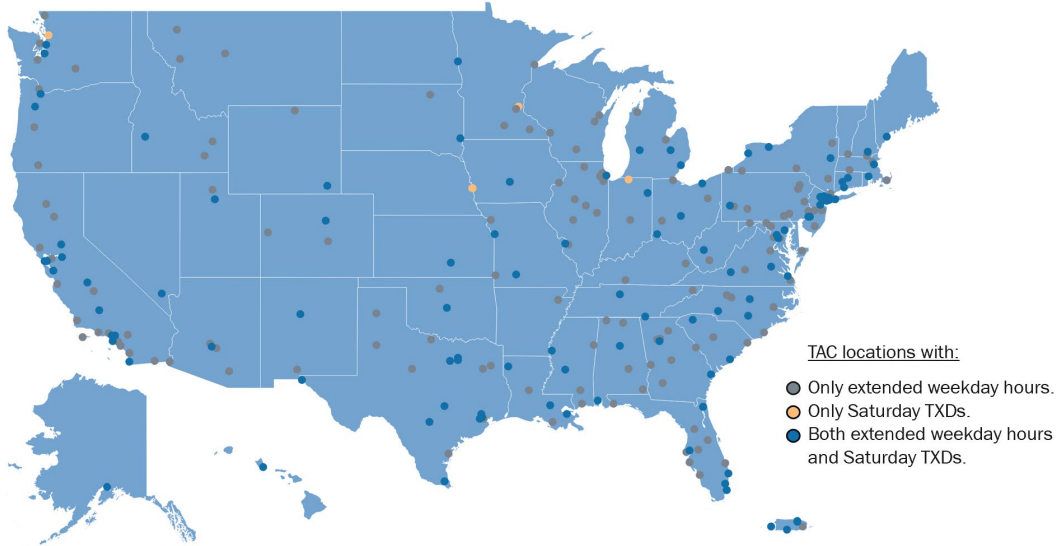 TAC locations with:
Only extended weekday hours.
Only Saturday TXDs.
Both extended weekday hours
and Saturday TXDs.